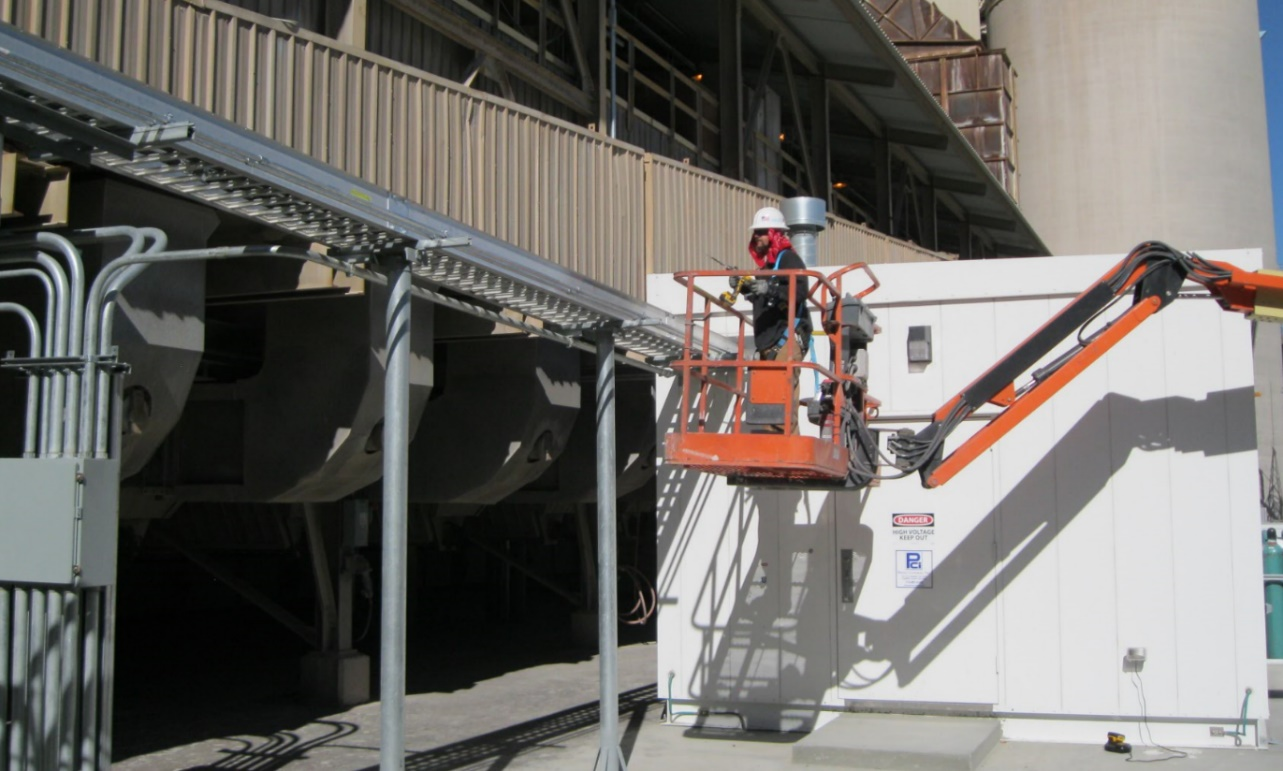 DANGER
HIGH VOLTAGE
KEEP OUT
PCi